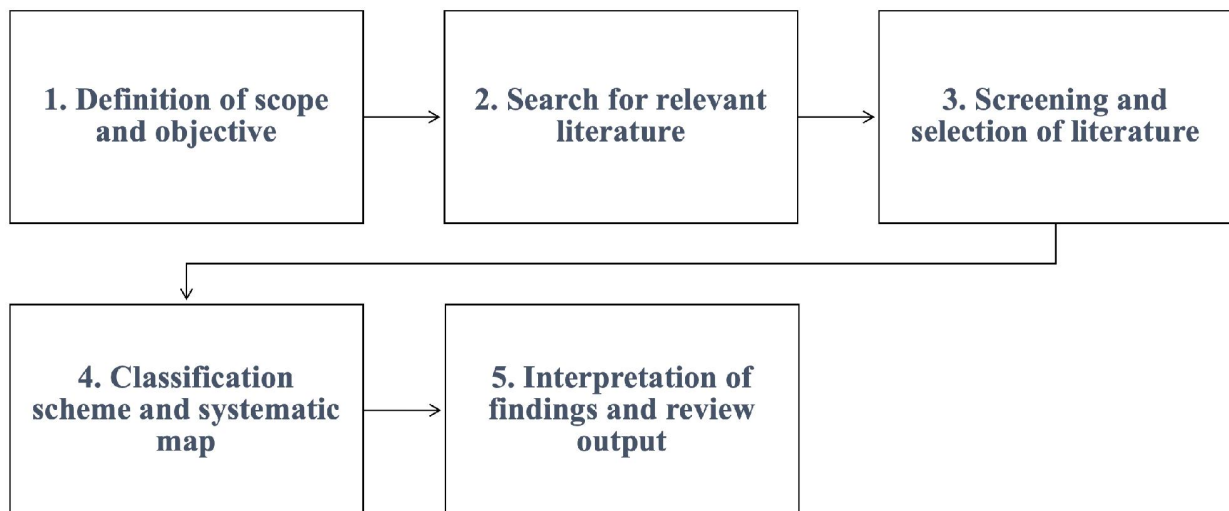 1. Definition of scope
and objective
2. Search for relevant
literature
3. Screening and
selection of literature
4. Classification
scheme and systematic
map
5. Interpretation of
findings and review
output